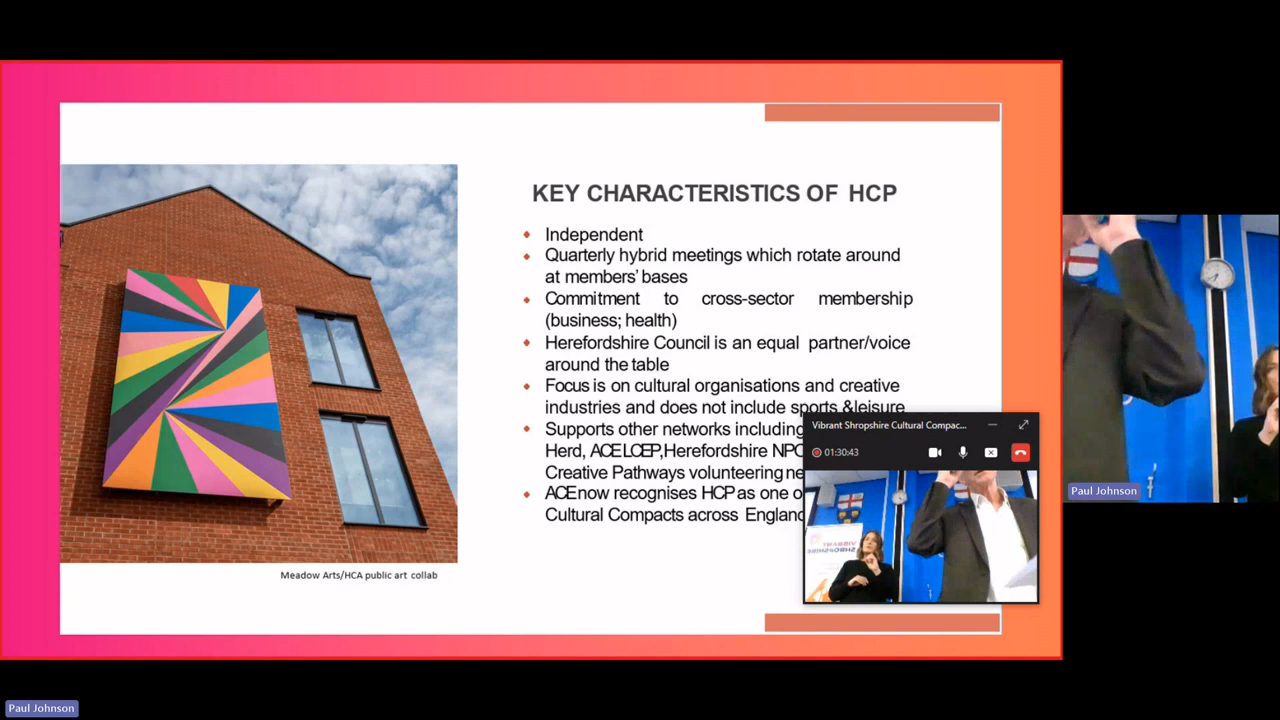 KEY CHARACTERISTICS OF HCP
Independent
Quarterly hybrid meetings which rotate around
at members' bases
Commitment to cross-sector membership
(business; health)
Herefordshire Council is an equal partner/voice
around the table
Focus is on cultural organisations and creative
industries and does not include sports &leisure
Supports other networks including
Herd, ACE LCEP, Herefordshire NPO
Creative Pathways volunteering
ACE now recognises HCP as one
Cultural Compacts across England
Meadow Arts/HCA public art collab
Vibrant Shropshire Cultural Compac...
01:30:43
VIBRANT
SHROPSHIRE
Paul Johnson
Paul Johnson